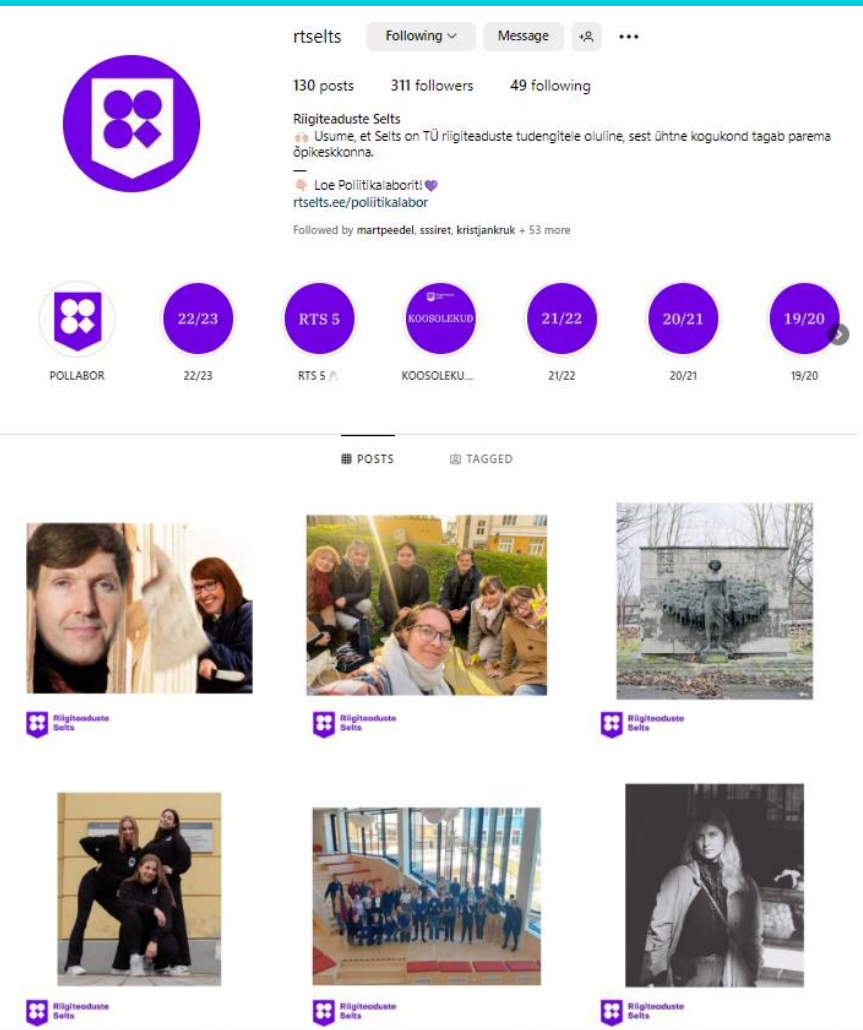 rtselts Following Message
130 posts 311 followers 49 following
Riigiteaduste Selts
Usume, et Selts on TÜ riigiteaduste tudengitele oluline, sest ühtne kogukond tagab parema
õpikeskkonna.
—
Loe Poliitikalaborit!
rtselts.ee/poliitikalabor
Followed by martpeedel, sssiret, kristjankruk + 53 more
22/23 RTS 5 KOOSOLEKUD 21/22 20/21 19/20
POLLABOR 22/23 RTS 5 KOOSOLEKU... 21/22 20/21 19/20
POSTS TAGGED
Riigiteaduste
Selts
Riigiteaduste
Selts
Riigiteaduste
Selts
Riigiteaduste
Selts
Riigiteaduste
Selts
Riigiteaduste
Selts